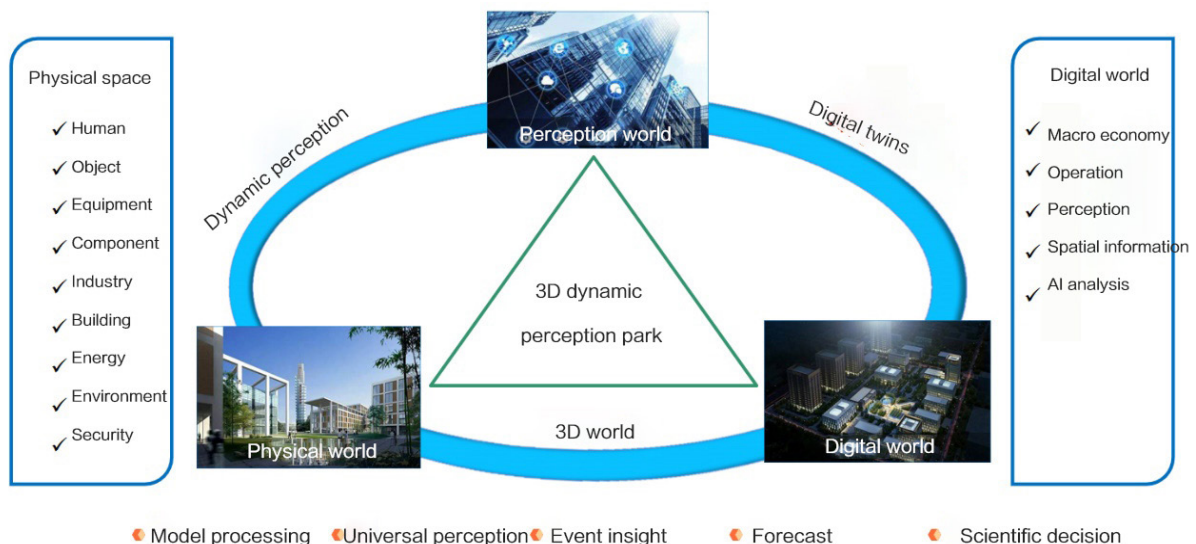 Physical space
Human
Object
Equipment
Component
Industry
Building
Energy
Environment
Security
Dynamic perception
Perception world
Digital twins
3D dynamic
perception park
Physical world
3D world
Digital world
Digital world
Macro economy
Operation
Perception
Spatial information
AI analysis
Model processing
Universal perception
Event insight
Forecast
Scientific decision